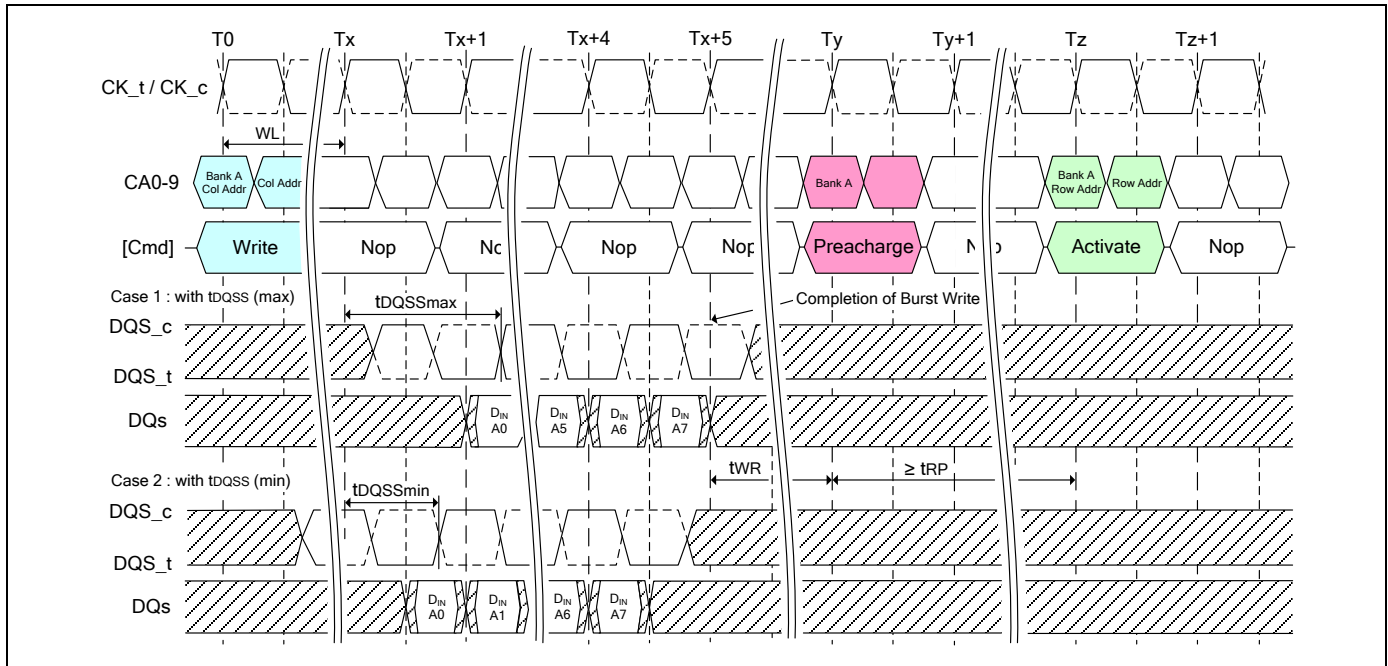 T0 Tx Tx+1 Tx+4 Tx+5 Ty Ty+1 Tz Tz+1
CK_t / CK_c
WL
CA0-9 Bank A Col Addr Col Addr Bank A Bank A Row Addr Row Addr
[Cmd] Write Nop Nop Nop Preacharge Activate Nop
Case 1 : with tDQSS (max) tDQSSmax Completion of Burst Write
DQS_c
DQS_t
DQs DIN A0 DIN A5 DIN A6 DIN A7
tWR ≥ tRP
Case 2 : with tDQSS (min) tDQSSmin
DQS_c
DQS_t
DQs DIN A0 DIN A1 DIN A6 DIN A7